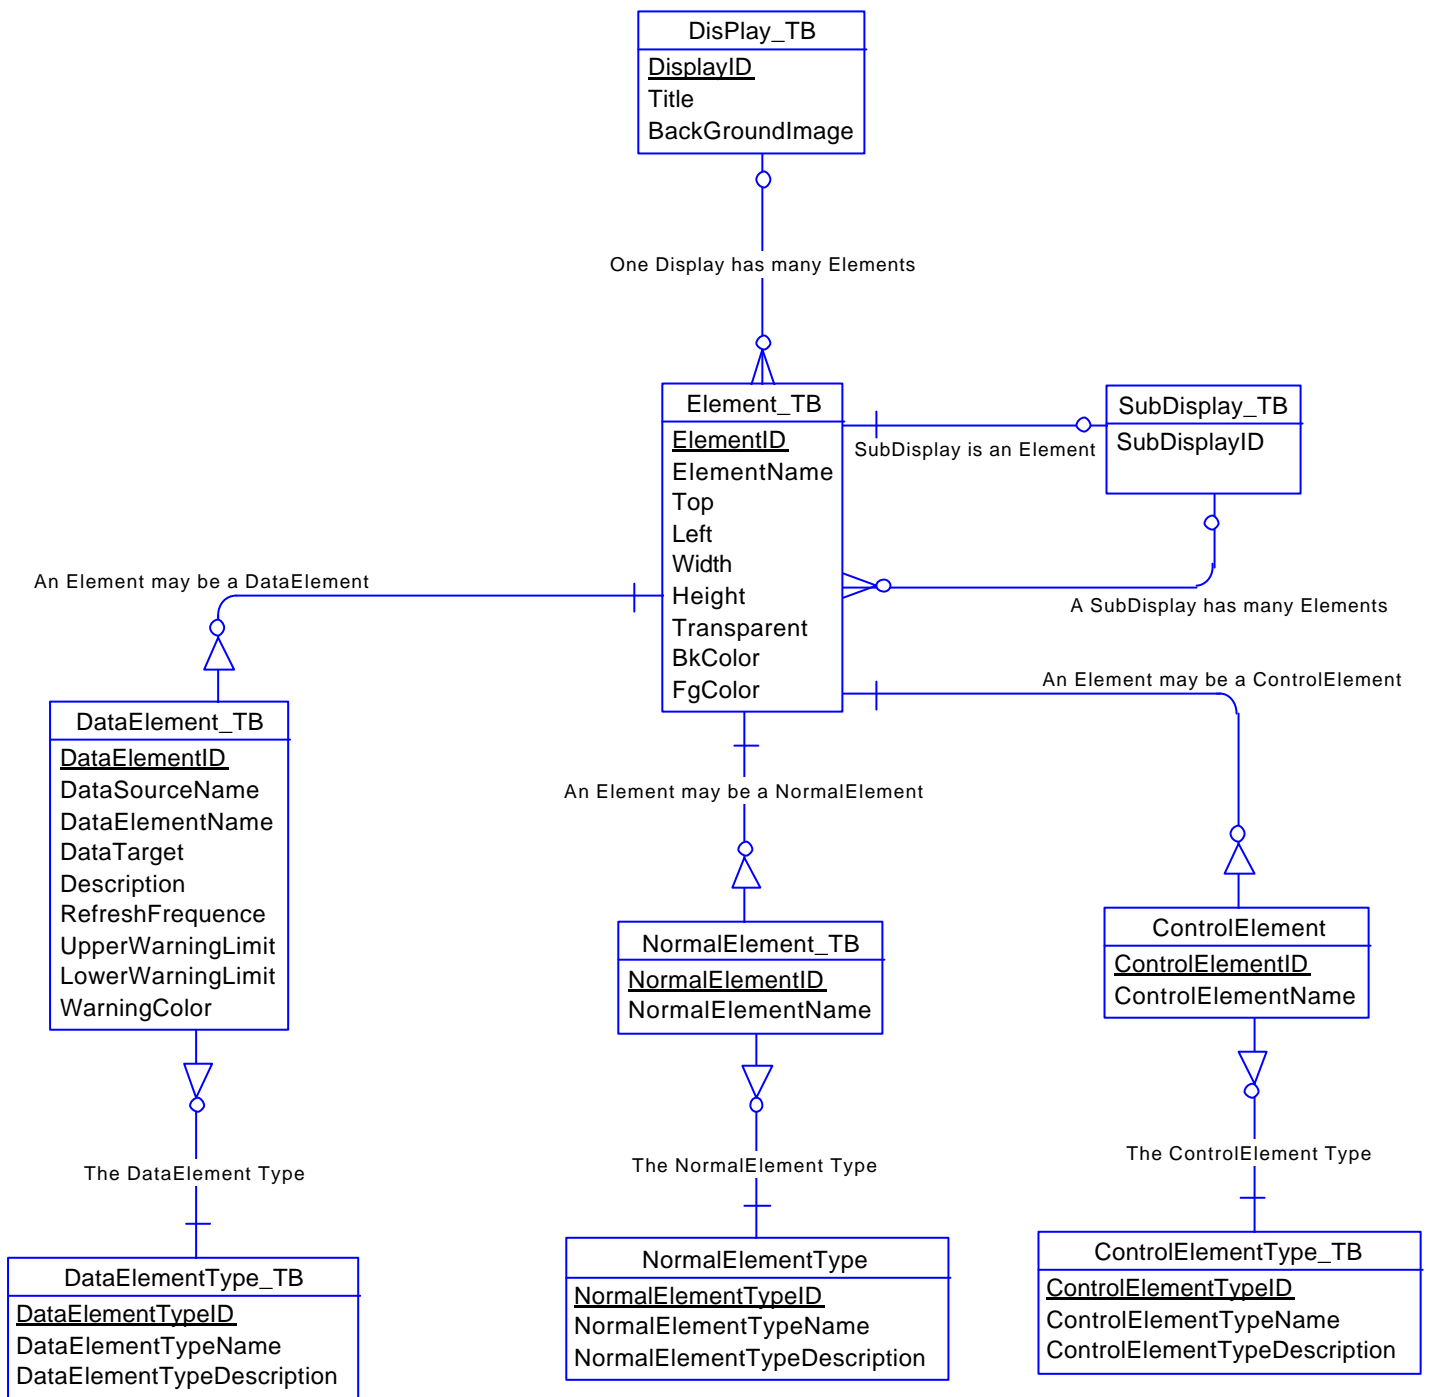 DisPlay_TB
DisplayID
Title
BackGroundImage
One Display has many Elements
Element_TB
ElementID
ElementName
Top
Left
Width
Height
Transparent
BkColor
FgColor
SubDisplay_TB
SubDisplayID
SubDisplay is an Element
A SubDisplay has many Elements
An Element may be a DataElement
An Element may be a ControlElement
An Element may be a NormalElement
DataElement_TB
DataElementID
DataSourceName
DataElementName
DataTarget
Description
RefreshFrequence
UpperWarningLimit
LowerWarningLimit
WarningColor
NormalElement_TB
NormalElementID
NormalElementName
ControlElement
ControlElementID
ControlElementName
The DataElement Type
The NormalElement Type
The ControlElement Type
DataElementType_TB
DataElementTypeID
DataElementTypeName
DataElementTypeDescription
NormalElementType
NormalElementTypeID
NormalElementTypeName
NormalElementTypeDescription
ControlElementType_TB
ControlElementTypeID
ControlElementTypeName
ControlElementTypeDescription